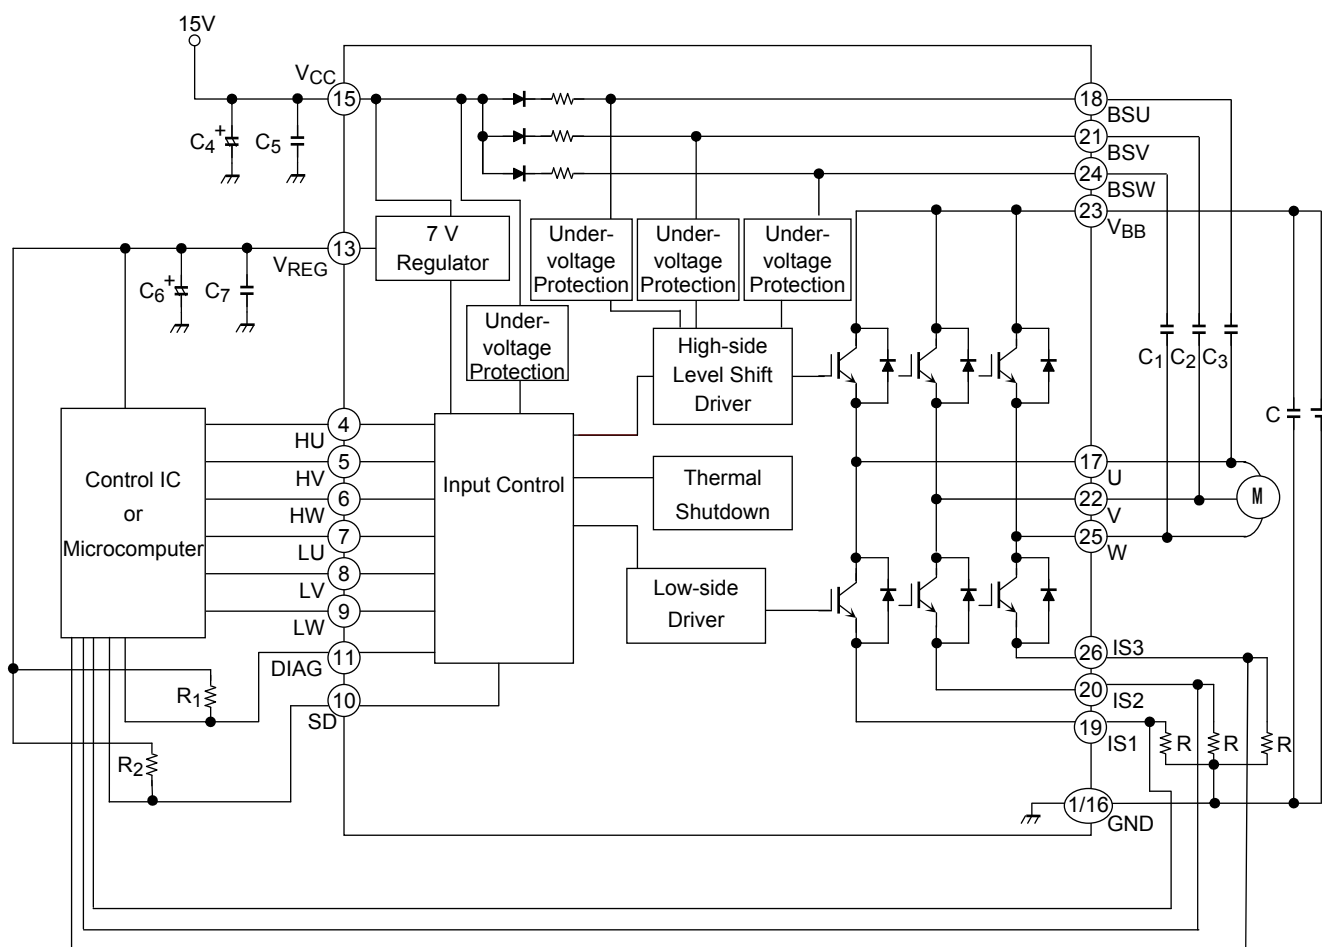 15V
VCC
15
C4
+
C5
18
BSU
21
BSV
24
BSW
23
VBB
7 V
Regulator
13
VREG
C6
+
C7
Under-
voltage
Protection
Under-
voltage
Protection
Under-
voltage
Protection
Under-
voltage
Protection
High-side
Level Shift
Driver
C1
C2
C3
C
Control IC
or
Microcomputer
4
HU
5
HV
6
HW
7
LU
8
LV
9
LW
11
DIAG
10
SD
Input Control
Thermal
Shutdown
Low-side
Driver
17
U
22
V
25
W
M
26
IS3
20
IS2
19
IS1
R
R
R
R1
R2
1/16
GND